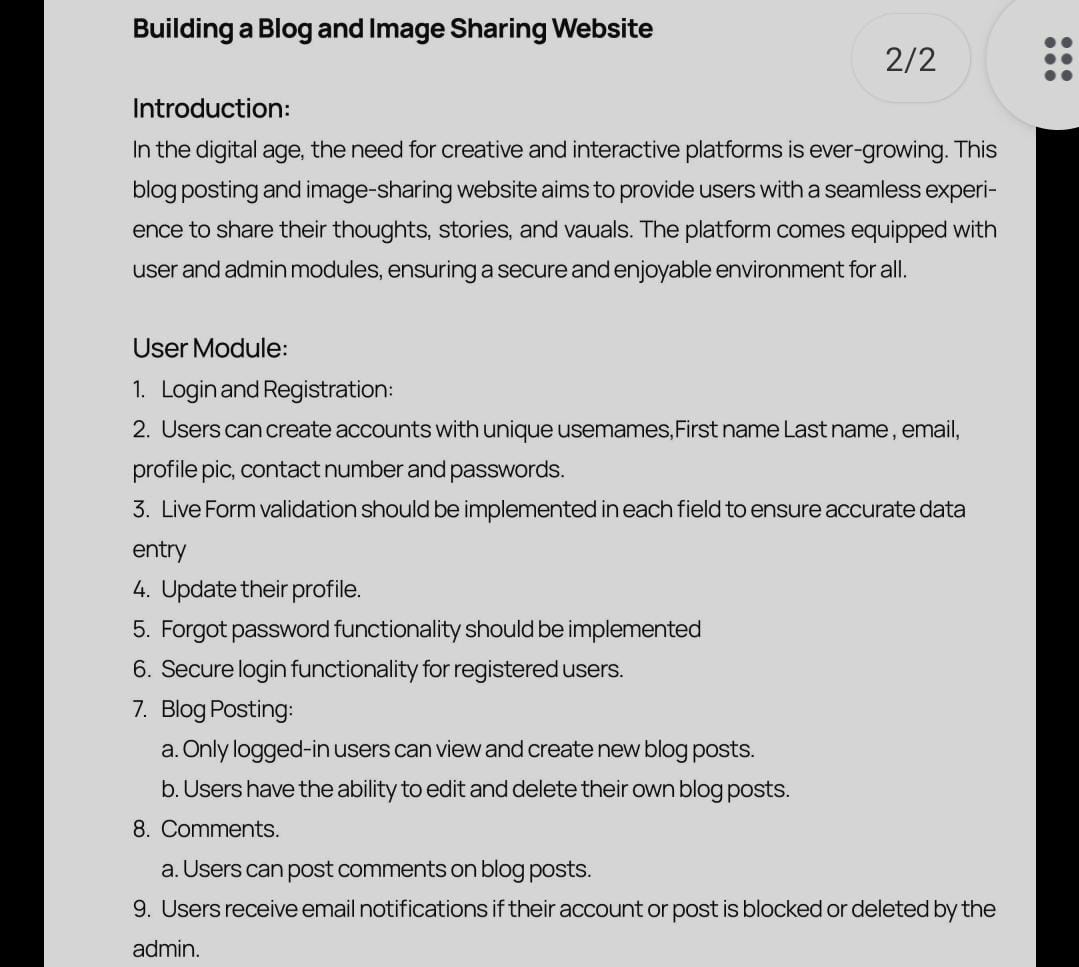 Building a Blog and Image Sharing Website
2/2
Introduction:
In the digital age, the need for creative and interactive platforms is ever-growing. This
blog posting and image-sharing website aims to provide users with a seamless experi-
ence to share their thoughts, stories, and vauals. The platform comes equipped with
user and admin modules, ensuring a secure and enjoyable environment for all.
User Module:
1. Login and Registration:
2. Users can create accounts with unique usemames,First name Last name , email,
profile pic, contact number and passwords.
3. Live Form validation should be implemented in each field to ensure accurate data
entry
4. Update their profile.
5. Forgot password functionality should be implemented
6. Secure login functionality for registered users.
7. Blog Posting:
a. Only logged-in users can view and create new blog posts.
b. Users have the ability to edit and delete their own blog posts.
8. Comments.
a. Users can post comments on blog posts.
9. Users receive email notifications if their account or post is blocked or deleted by the
admin.